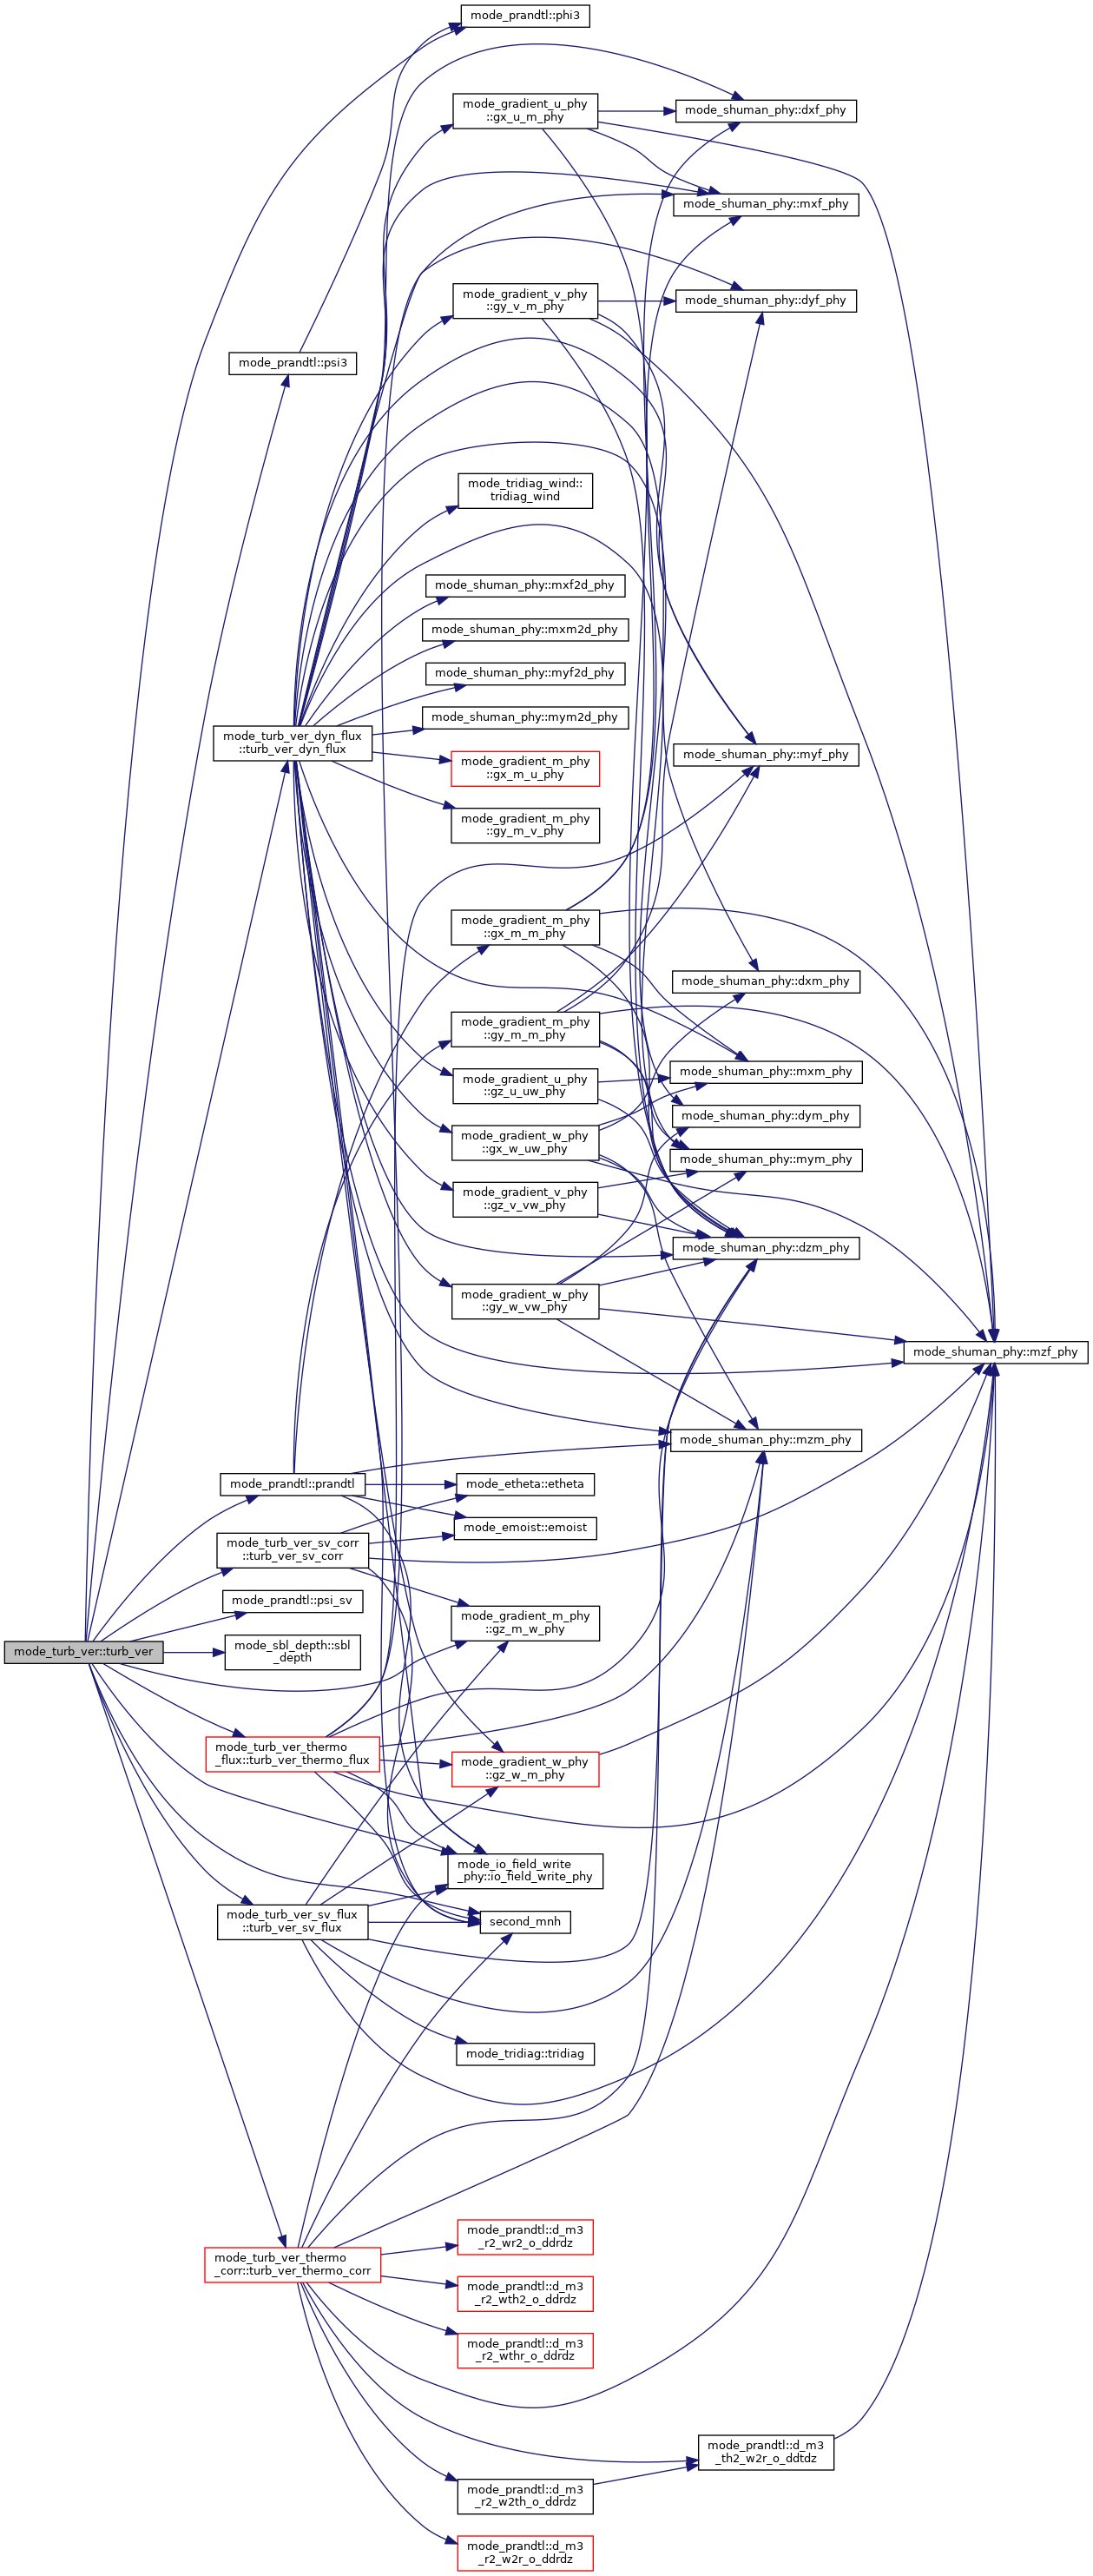 mode_prandtl::phi3
mode_gradient_u_phy
::gx_u_m_phy
mode_shuman_phy::dxf_phy
mode_shuman_phy::mxf_phy
mode_gradient_v_phy
::gy_v_m_phy
mode_shuman_phy::dyf_phy
mode_prandtl::psi3
mode_tridiag_wind::
tridiag_wind
mode_shuman_phy::mxf2d_phy
mode_shuman_phy::mxm2d_phy
mode_shuman_phy::myf2d_phy
mode_shuman_phy::mym2d_phy
mode_turb_ver_dyn_flux
::turb_ver_dyn_flux
mode_shuman_phy::myf_phy
mode_gradient_m_phy
::gx_m_u_phy
mode_gradient_m_phy
::gy_m_v_phy
mode_gradient_m_phy
::gx_m_m_phy
mode_shuman_phy::dxm_phy
mode_gradient_m_phy
::gy_m_m_phy
mode_shuman_phy::mxm_phy
mode_gradient_u_phy
::gz_u_uw_phy
mode_shuman_phy::dym_phy
mode_gradient_w_phy
::gx_w_uw_phy
mode_shuman_phy::mym_phy
mode_gradient_v_phy
::gz_v_vw_phy
mode_shuman_phy::dzm_phy
mode_gradient_w_phy
::gy_w_vw_phy
mode_shuman_phy::mzf_phy
mode_shuman_phy::mzm_phy
mode_prandtl::prandtl
mode_etheta::etheta
mode_emoist::emoist
mode_turb_ver_sv_corr
::turb_ver_sv_corr
mode_prandtl::psi_sv
mode_gradient_m_phy
::gz_m_w_phy
mode_turb_ver::turb_ver
mode_sbl_depth::sbl
_depth
mode_turb_ver_thermo
_flux::turb_ver_thermo_flux
mode_gradient_w_phy
::gz_w_m_phy
mode_io_field_write
_phy::io_field_write_phy
mode_turb_ver_sv_flux
::turb_ver_sv_flux
second_mnh
mode_tridiag::tridiag
mode_turb_ver_thermo
_corr::turb_ver_thermo_corr
mode_prandtl::d_m3
_r2_wr2_o_ddrdz
mode_prandtl::d_m3
_r2_wth2_o_ddrdz
mode_prandtl::d_m3
_r2_wthr_o_ddrdz
mode_prandtl::d_m3
_th2_w2r_o_ddtdz
mode_prandtl::d_m3
_r2_w2th_o_ddrdz
mode_prandtl::d_m3
_r2_w2r_o_ddrdz